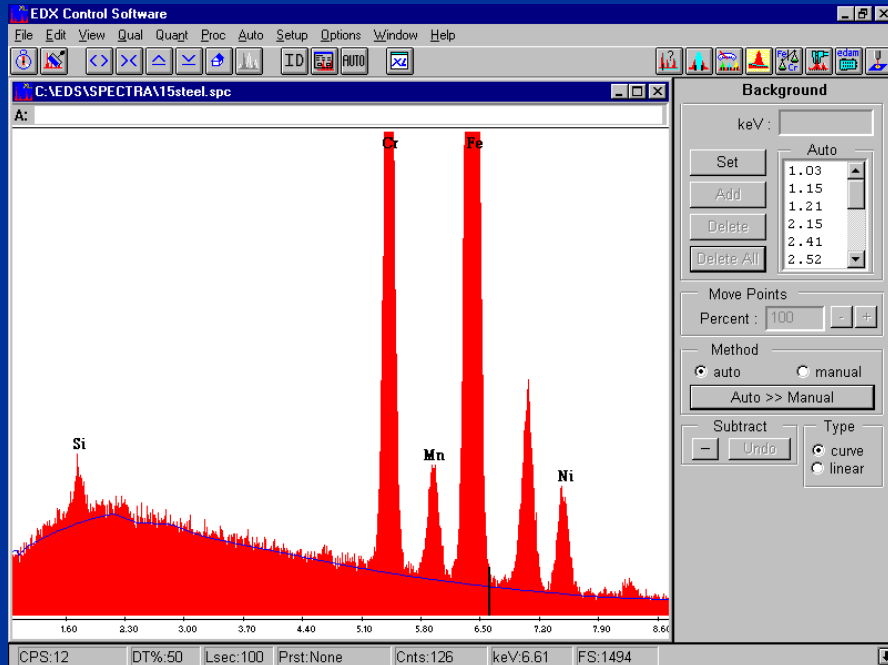 EDX Control Software
File Edit View Qual Quant Proc Auto Setup Options Window Help
ID AUTO XL Fe Cr edam
C:\EDS\SPECTRA\15steel.spc
A:
Cr Fe
Si Mn Ni
1.60 2.30 3.00 3.70 4.40 5.10 5.80 6.50 7.20 7.90 8.60
Background
keV :
Auto
Set
Add
Delete
Delete All
1.03
1.15
1.21
2.15
2.41
2.52
Move Points
Percent : 100 - +
Method
auto manual
Auto >> Manual
Subtract
– Undo
Type
curve
linear
CPS:12 DT%:50 Lsec:100 Prst:None Cnts:126 keV:6.61 FS:1494